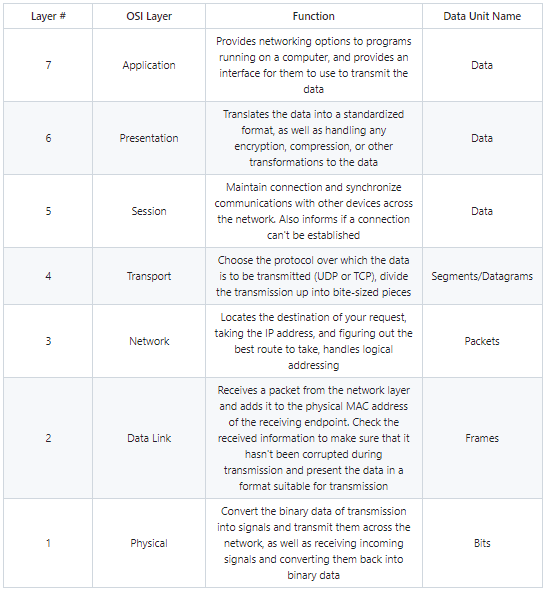 Layer # OSI Layer Function Data Unit Name
Provides networking options to programs
running on a computer, and provides an
7 Application interface for them to use to transmit the Data
data
Translates the data into a standardized
format, as well as handling any
6 Presentation encryption, compression, or other Data
transformations to the data
Maintain connection and synchronize
communications with other devices across
5 Session the network. Also informs if a connection Data
can't be established
Choose the protocol over which the data
4 Transport is to be transmitted (UDP or TCP), divide Segments/Datagrams
the transmission up into bite-sized pieces
Locates the destination of your request,
taking the IP address, and figuring out the
3 Network best route to take, handles logical Packets
addressing
Receives a packet from the network layer
and adds it to the physical MAC address
of the receiving endpoint. Check the
2 Data Link received information to make sure that it Frames
hasn't been corrupted during
transmission and present the data in a
format suitable for transmission
Convert the binary data of transmission
into signals and transmit them across the
1 Physical network, as well as receiving incoming Bits
signals and converting them back into
binary data